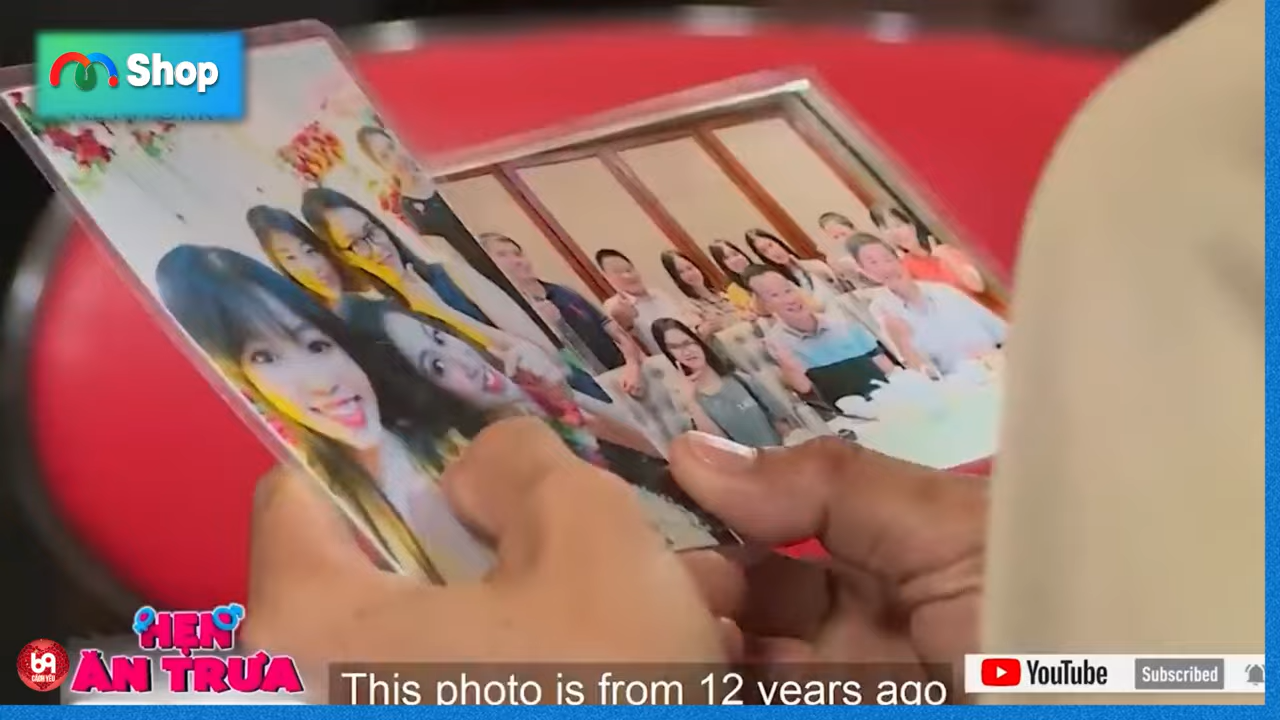 Shop
HẸN
ĂN TRƯA
This photo is from 12 years ago
YouTube
Subscribed